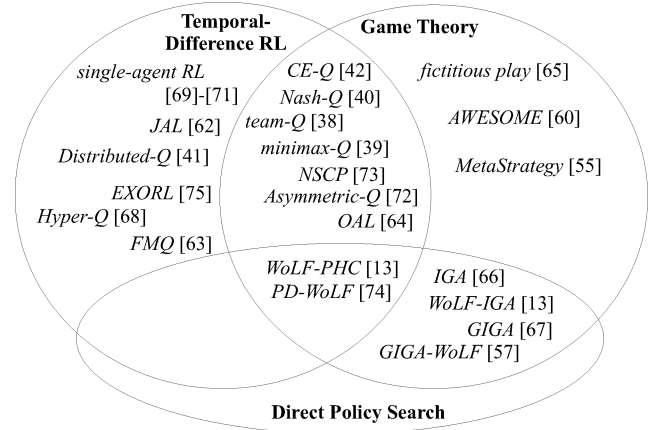 Temporal-
Difference RL
Game Theory
single-agent RL
[69]-[71]
JAL [62]
Distributed-Q [41]
EXORL [75]
Hyper-Q [68]
FMQ [63]
CE-Q [42]
Nash-Q [40]
team-Q [38]
minimax-Q [39]
NSCP [73]
Asymmetric-Q [72]
OAL [64]
fictitious play [65]
AWESOME [60]
MetaStrategy [55]
WoLF-PHC [13]
PD-WoLF [74]
IGA [66]
WoLF-IGA [13]
GIGA [67]
GIGA-WoLF [57]
Direct Policy Search